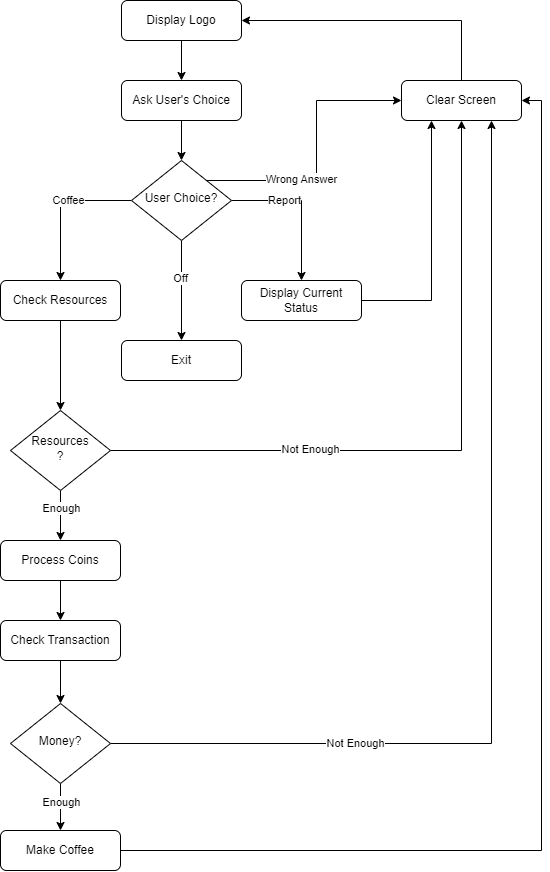 Display Logo
Ask User's Choice
Clear Screen
Wrong Answer
User Choice?
Coffee
Report
Off
Check Resources
Display Current
Status
Exit
Resources
?
Not Enough
Enough
Process Coins
Check Transaction
Money?
Not Enough
Enough
Make Coffee